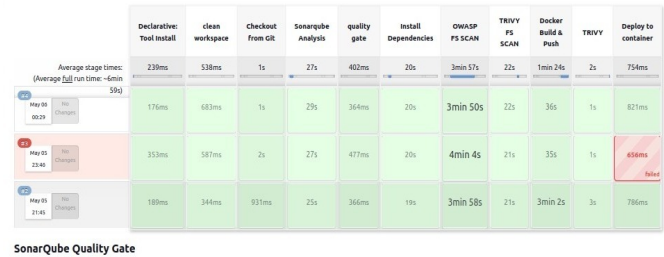 Declarative: Tool Install
clean workspace
Checkout from Git
Sonarqube Analysis
quality gate
Install Dependencies
OWASP FS SCAN
TRIVY FS SCAN
Docker Build & Push
TRIVY
Deploy to container
Average stage times:
(Average full run time: ~6min 59s)
239ms 538ms 1s 27s 402ms 20s 3min 57s 22s 1min 24s 2s 754ms
May 06
00:29
No Changes
176ms 683ms 1s 29s 364ms 20s 3min 50s 22s 36s 1s 821ms
May 05
23:40
No Changes
353ms 587ms 2s 27s 477ms 20s 4min 4s 21s 35s 1s 656ms
failed
#2
May 05
21:45
No Changes
189ms 344ms 931ms 25s 366ms 19s 3min 58s 21s 3min 2s 3s 786ms
SonarQube Quality Gate